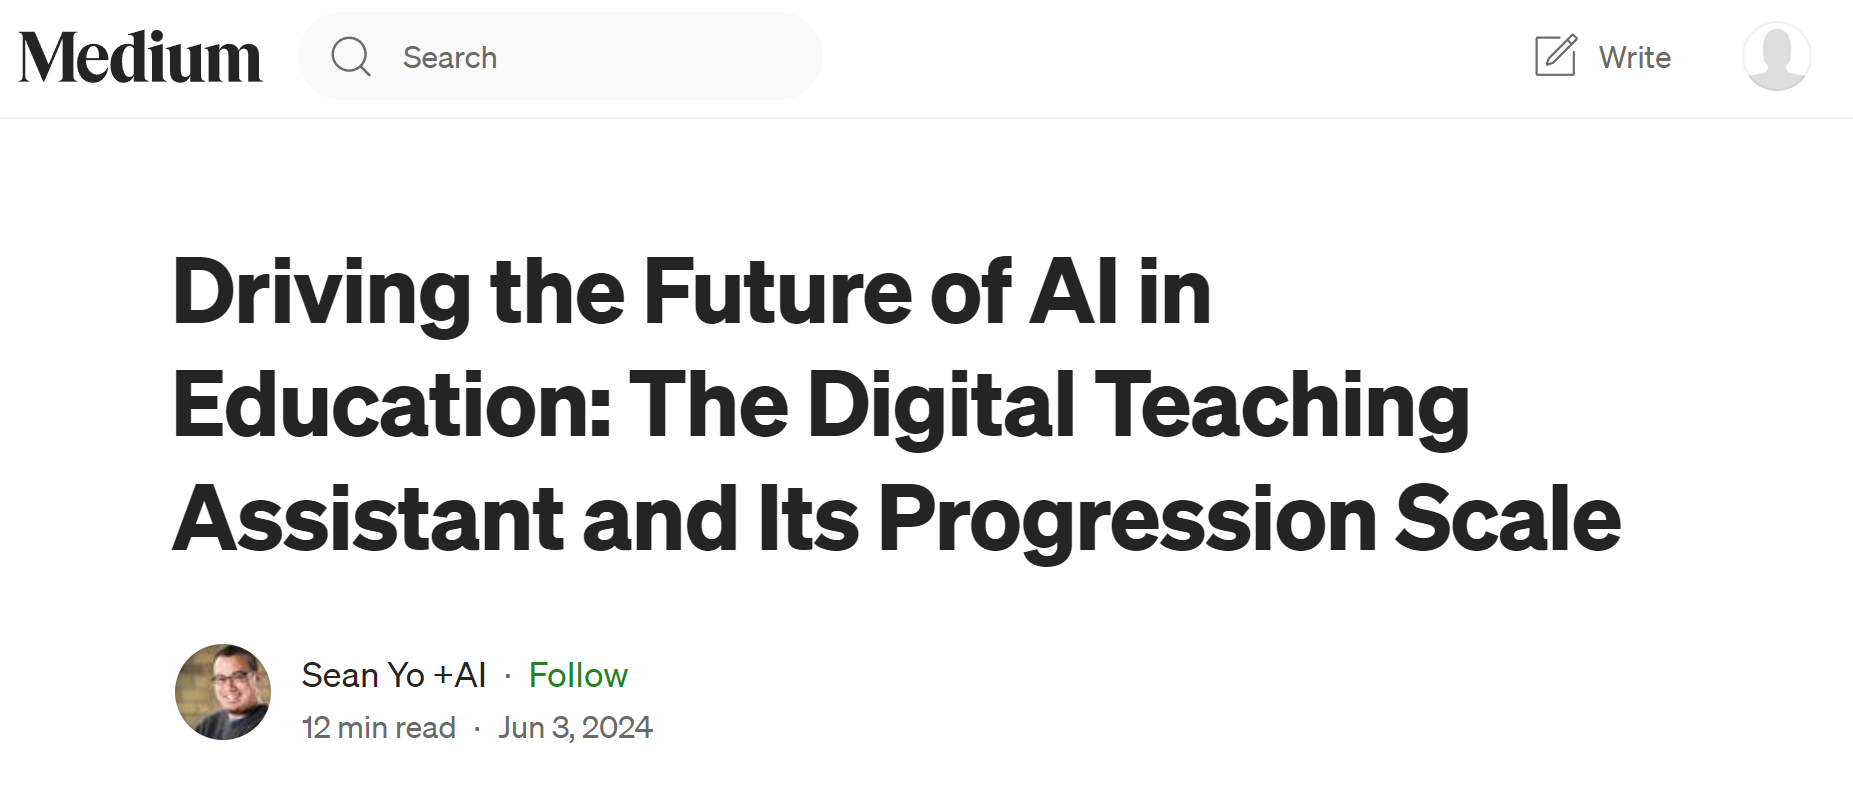 Medium
Search
Write
Driving the Future of AI in
Education: The Digital Teaching
Assistant and Its Progression Scale
Sean Yo +AI · Follow
12 min read · Jun 3, 2024